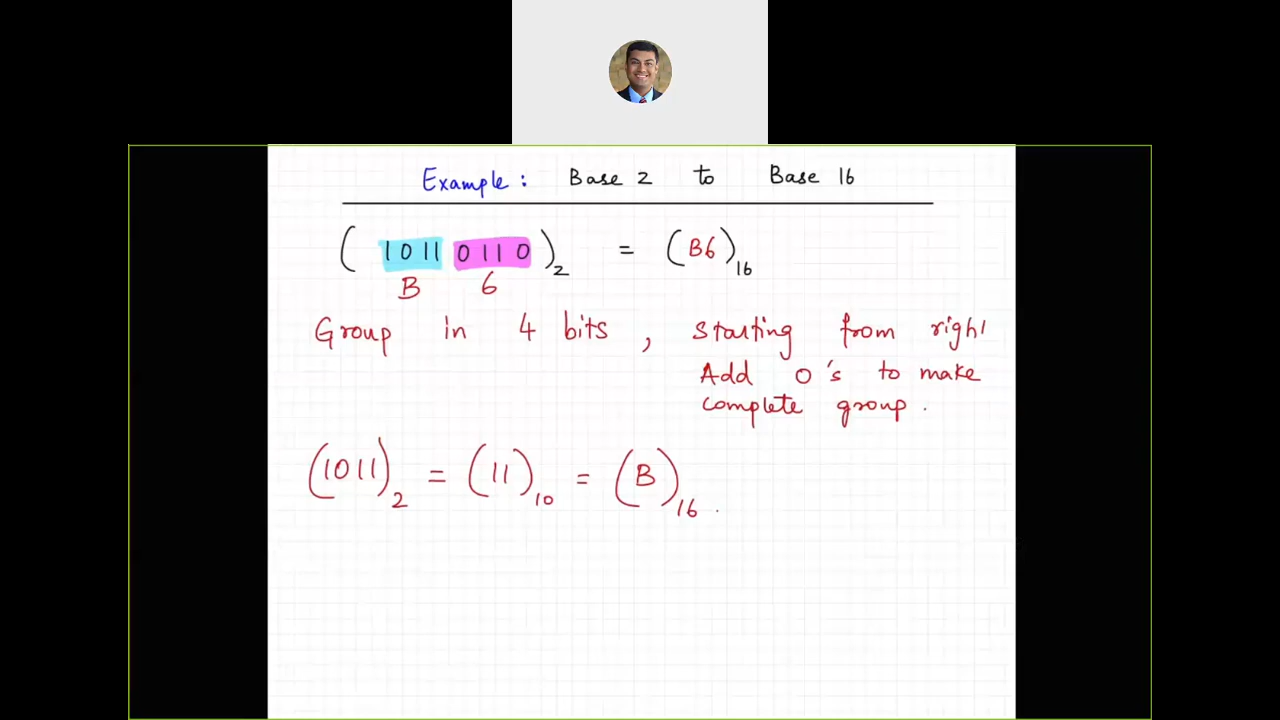 Example: Base 2 to Base 16
(1011 0110)₂ = (B6)₁₆
B 6
Group in 4 bits, starting from right
Add 0's to make
complete group.
(1011)₂ = (11)₁₀ = (B)₁₆.